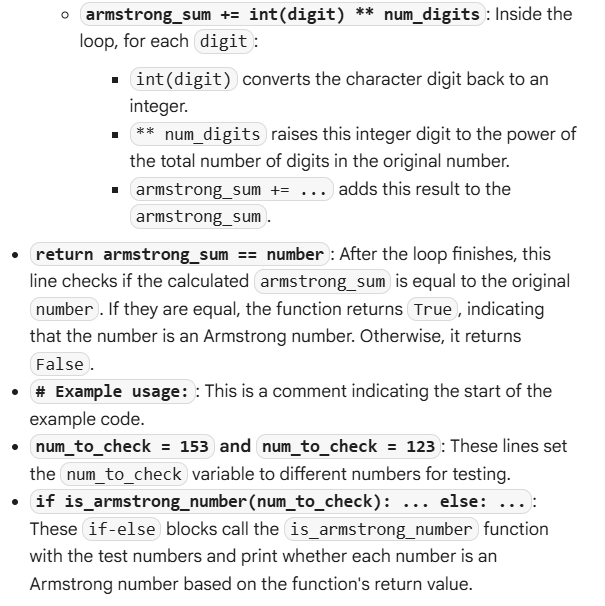 armstrong_sum += int(digit) ** num_digits: Inside the
loop, for each digit:
int(digit) converts the character digit back to an
integer.
** num_digits raises this integer digit to the power of
the total number of digits in the original number.
armstrong_sum += ... adds this result to the
armstrong_sum.
return armstrong_sum == number: After the loop finishes, this
line checks if the calculated armstrong_sum is equal to the original
number. If they are equal, the function returns True, indicating
that the number is an Armstrong number. Otherwise, it returns
False.
# Example usage:: This is a comment indicating the start of the
example code.
num_to_check = 153 and num_to_check = 123: These lines set
the num_to_check variable to different numbers for testing.
if is_armstrong_number(num_to_check): ... else: ...:
These if-else blocks call the is_armstrong_number function
with the test numbers and print whether each number is an
Armstrong number based on the function's return value.